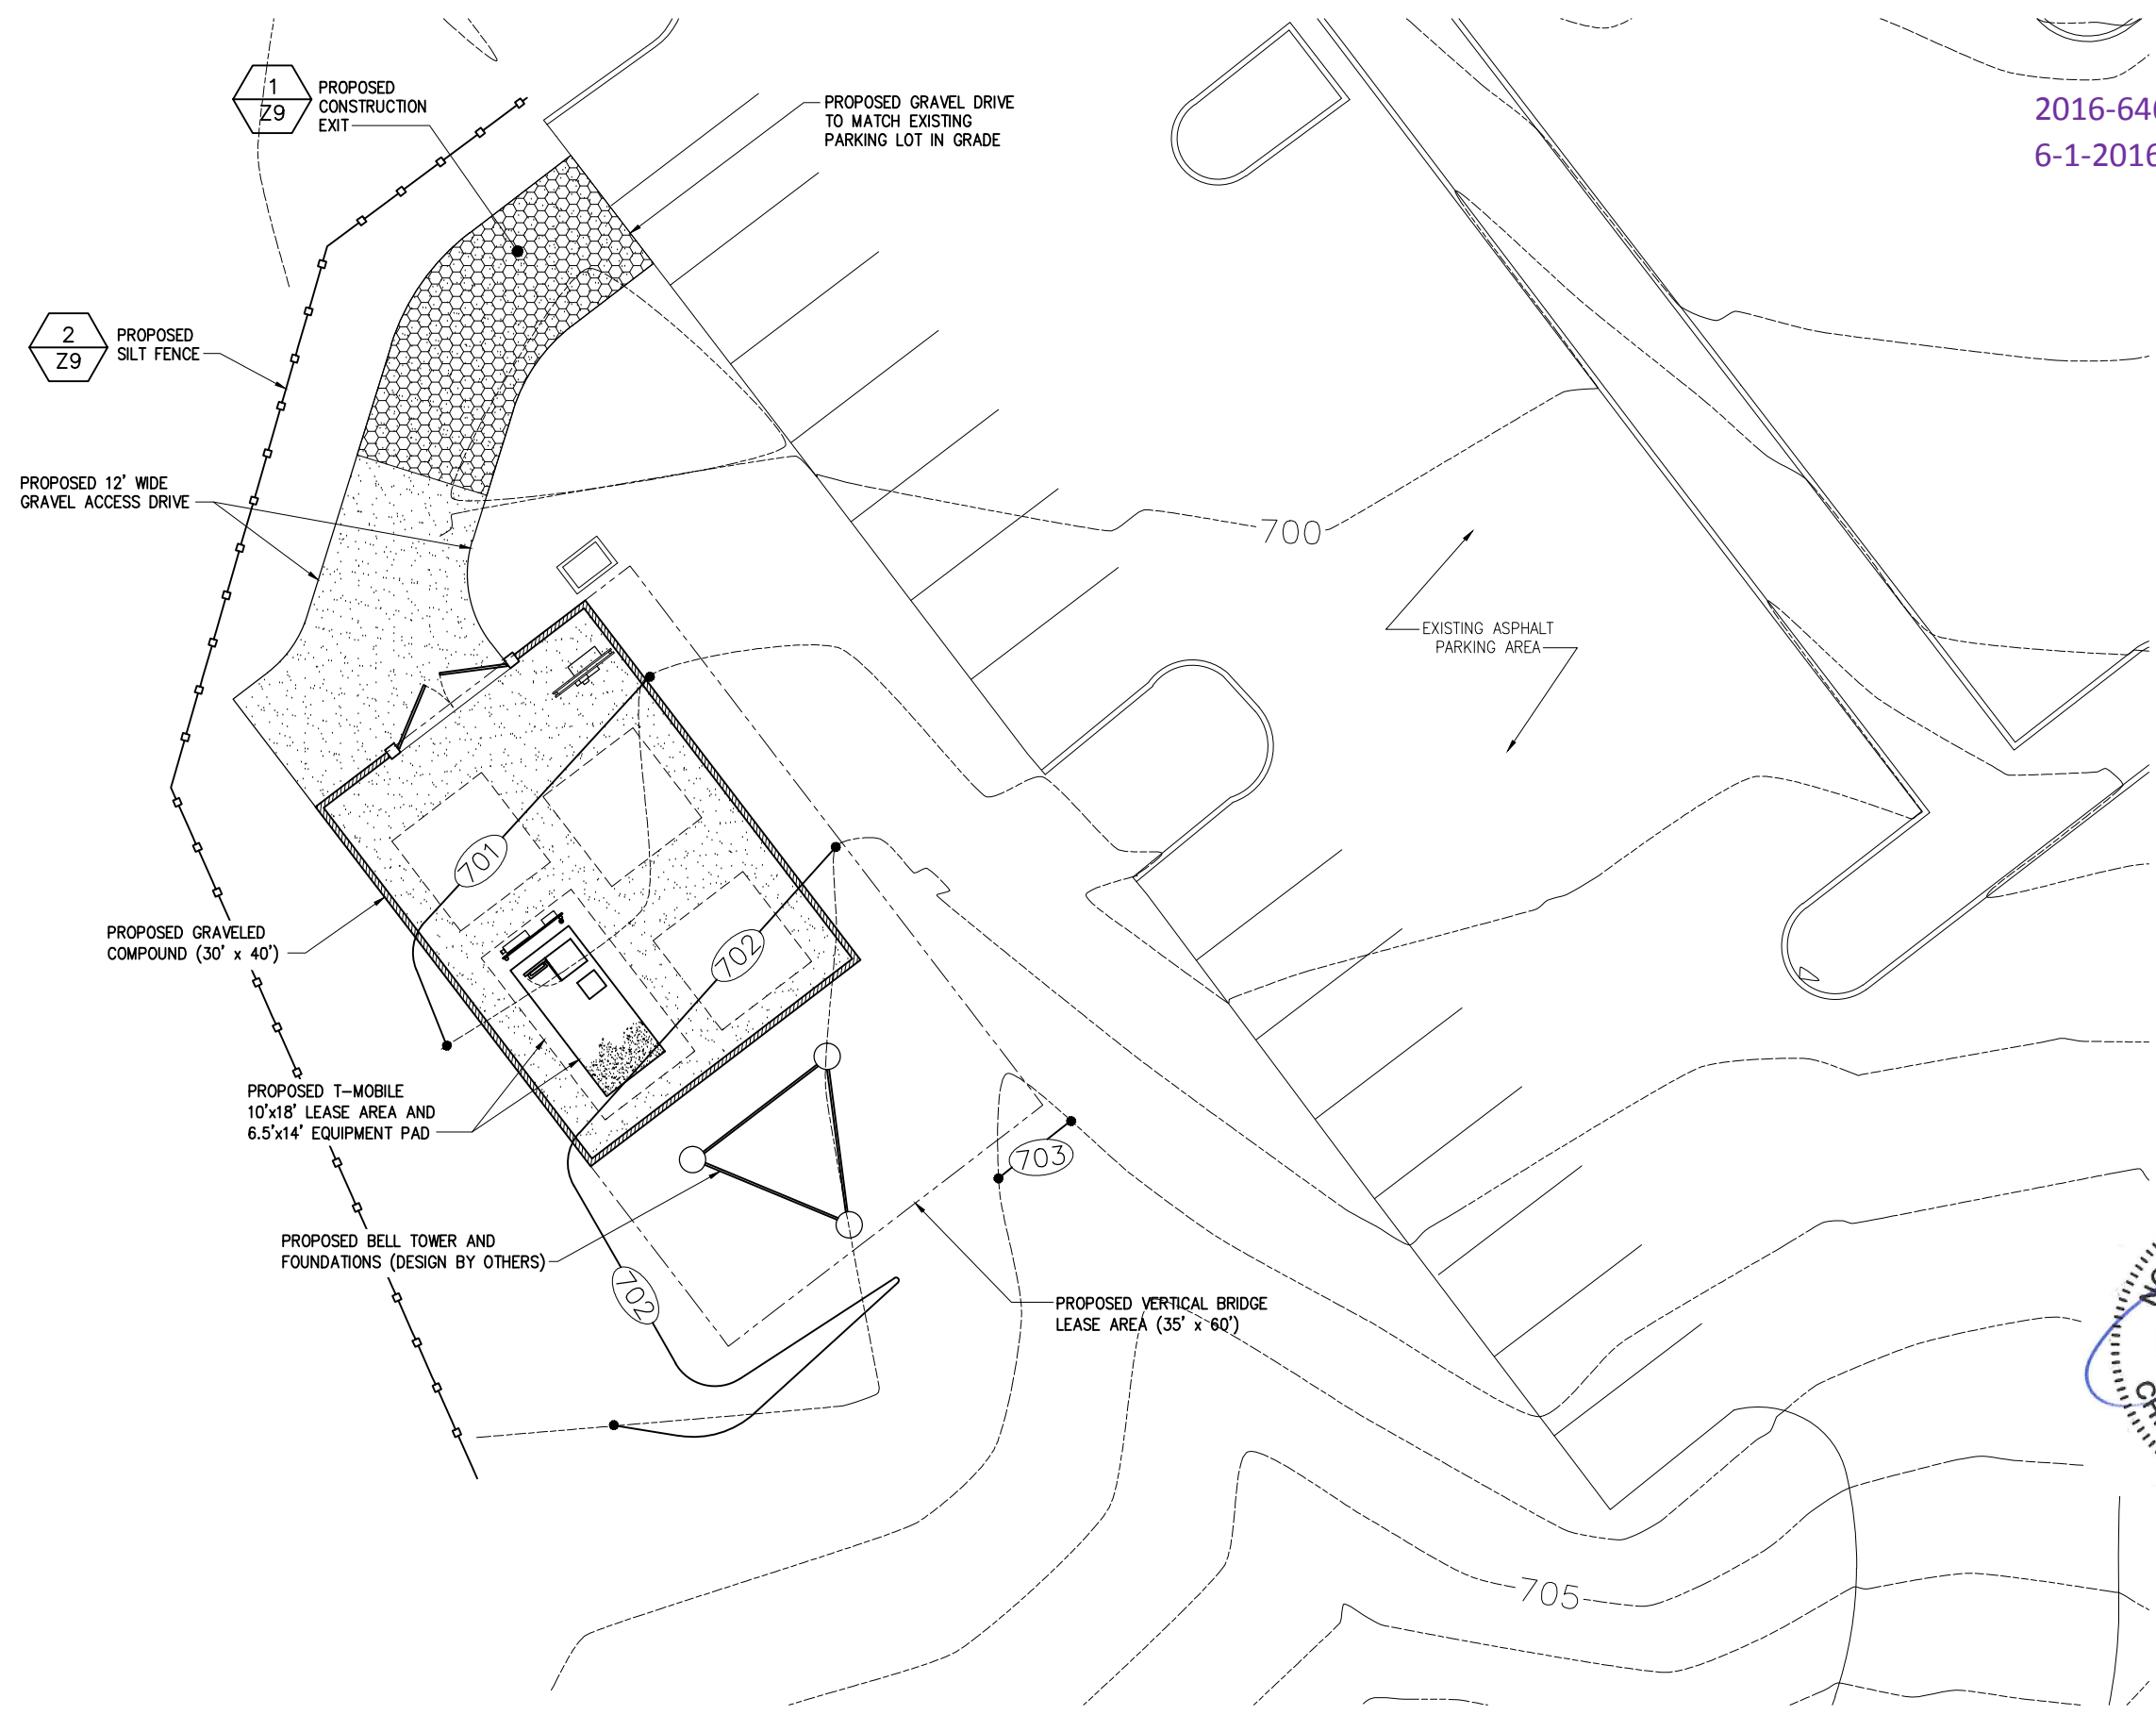 1
Z9
PROPOSED
CONSTRUCTION
EXIT
PROPOSED GRAVEL DRIVE
TO MATCH EXISTING
PARKING LOT IN GRADE
6-1-2016
2
Z9
PROPOSED
SILT FENCE
PROPOSED 12' WIDE
GRAVEL ACCESS DRIVE
700
EXISTING ASPHALT
PARKING AREA
701
702
PROPOSED GRAVELED
COMPOUND (30' x 40')
PROPOSED T-MOBILE
10'x18' LEASE AREA AND
6.5'x14' EQUIPMENT PAD
703
PROPOSED BELL TOWER AND
FOUNDATIONS (DESIGN BY OTHERS)
702
PROPOSED VERTICAL BRIDGE
LEASE AREA (35' x 60')
705